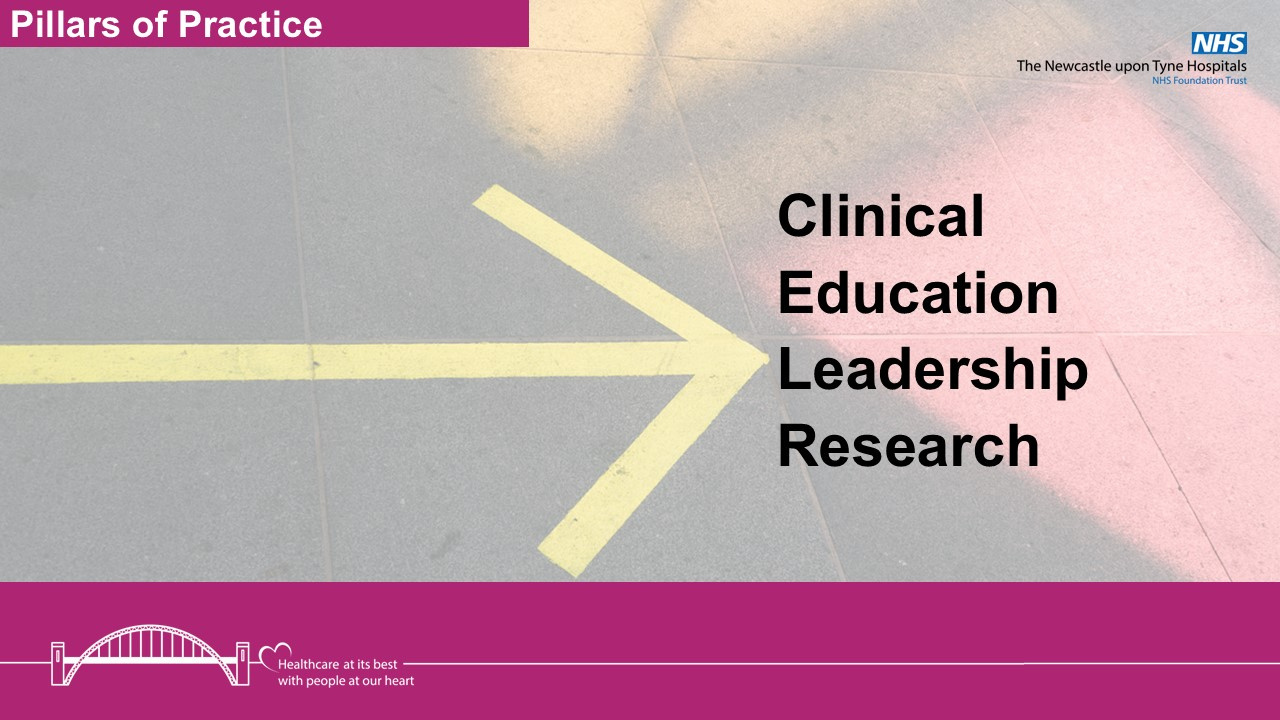 Pillars of Practice
NHS
The Newcastle upon Tyne Hospitals
NHS Foundation Trust
Clinical
Education
Leadership
Research
Healthcare at its best
with people at our heart